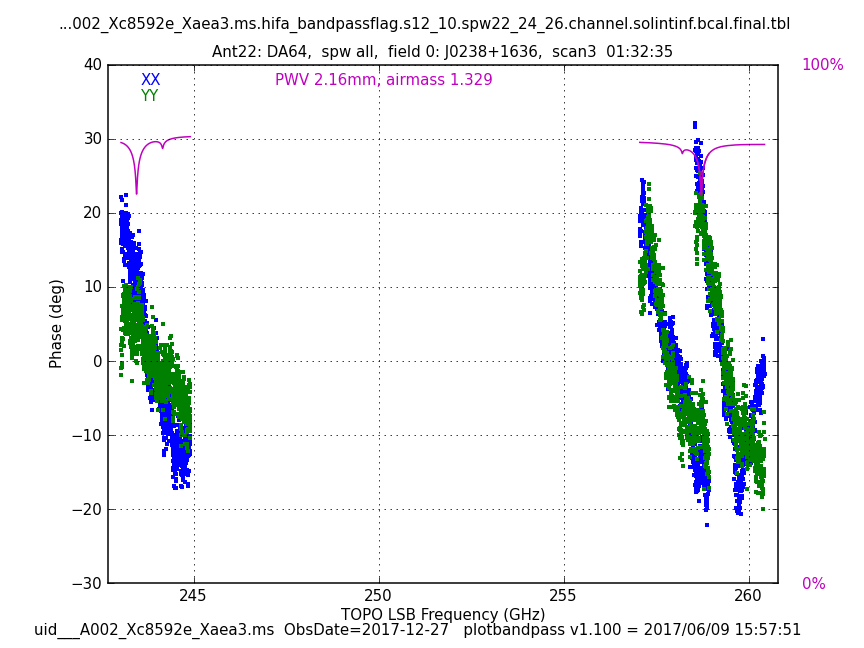 ...002_Xc8592e_Xaea3.ms.hifa_bandpassflag.s12_10.spw22_24_26.channel.solintinf.bcal.final.tbl
Ant22: DA64,  spw all,  field 0: J0238+1636,  scan3  01:32:35
40
100%
XX
PWV 2.16mm, airmass 1.329
YY
30
20
10
Phase (deg)
0
−10
−20
−30
0%
245
250
255
260
TOPO LSB Frequency (GHz)
uid___A002_Xc8592e_Xaea3.ms  ObsDate=2017-12-27   plotbandpass v1.100 = 2017/06/09 15:57:51